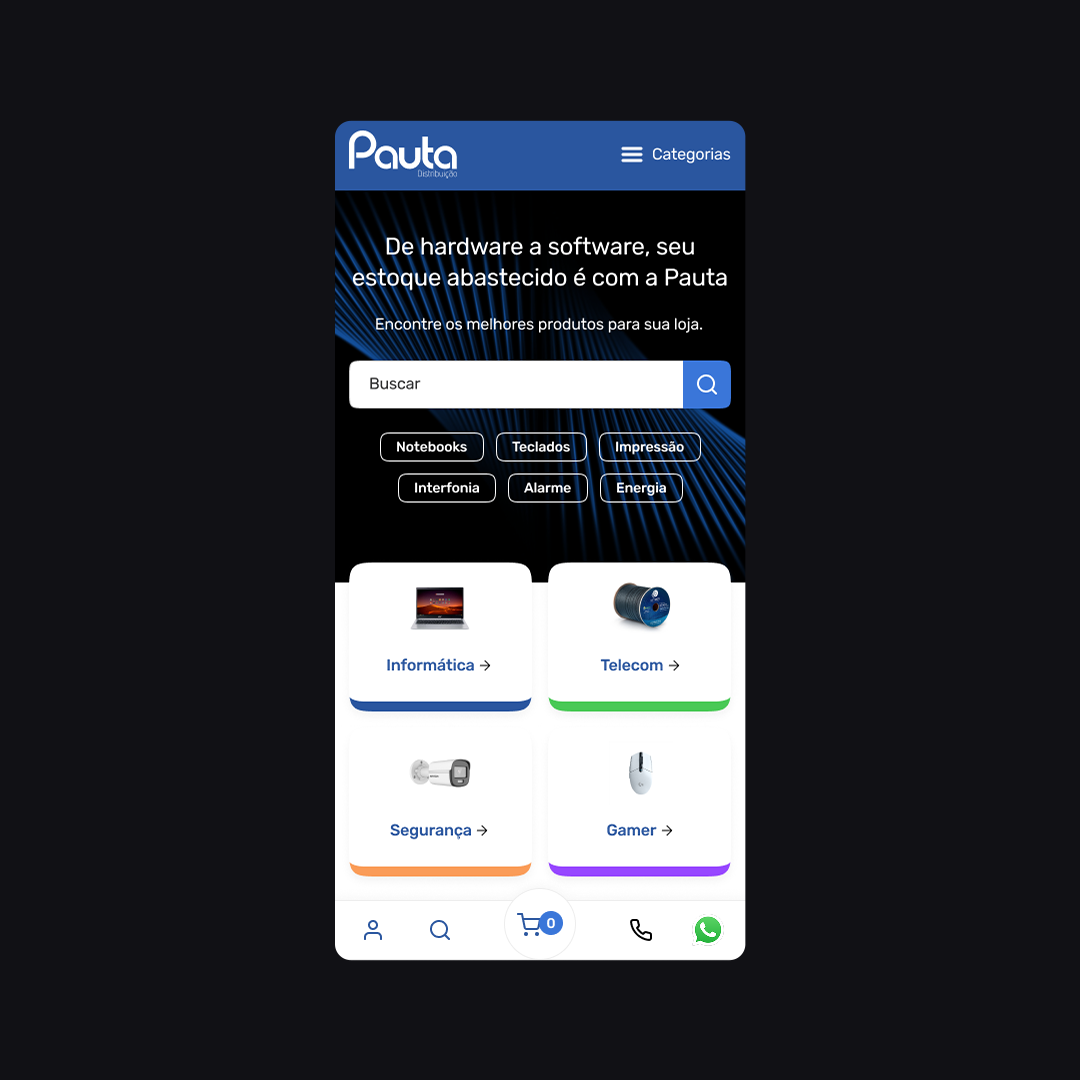 Pauta
Distribuição
Categorias
De hardware a software, seu
estoque abastecido é com a Pauta
Encontre os melhores produtos para sua loja.
Buscar
Notebooks Teclados Impressão
Interfonia Alarme Energia
Informática → Telecom →
Segurança → Gamer →
0